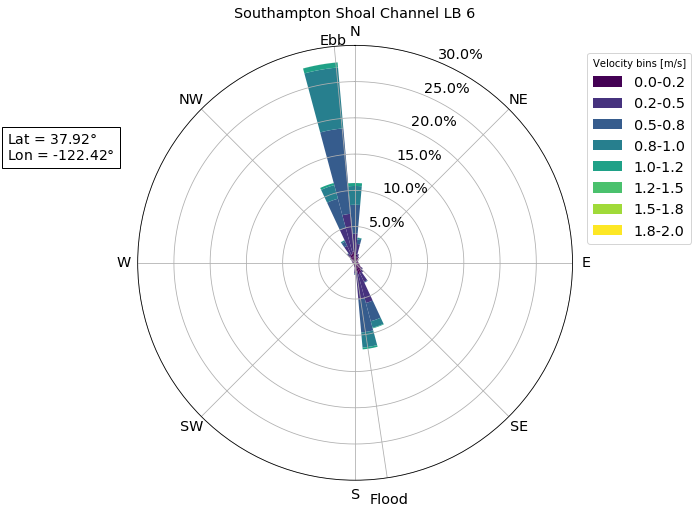 Southampton Shoal Channel LB 6
N
Ebb
30.0%
Velocity bins [m/s]
0.0-0.2
0.2-0.5
0.5-0.8
0.8-1.0
1.0-1.2
1.2-1.5
1.5-1.8
1.8-2.0
25.0%
NW
NE
20.0%
Lat = 37.92°
Lon = -122.42°
15.0%
10.0%
5.0%
W
E
SW
SE
S
Flood